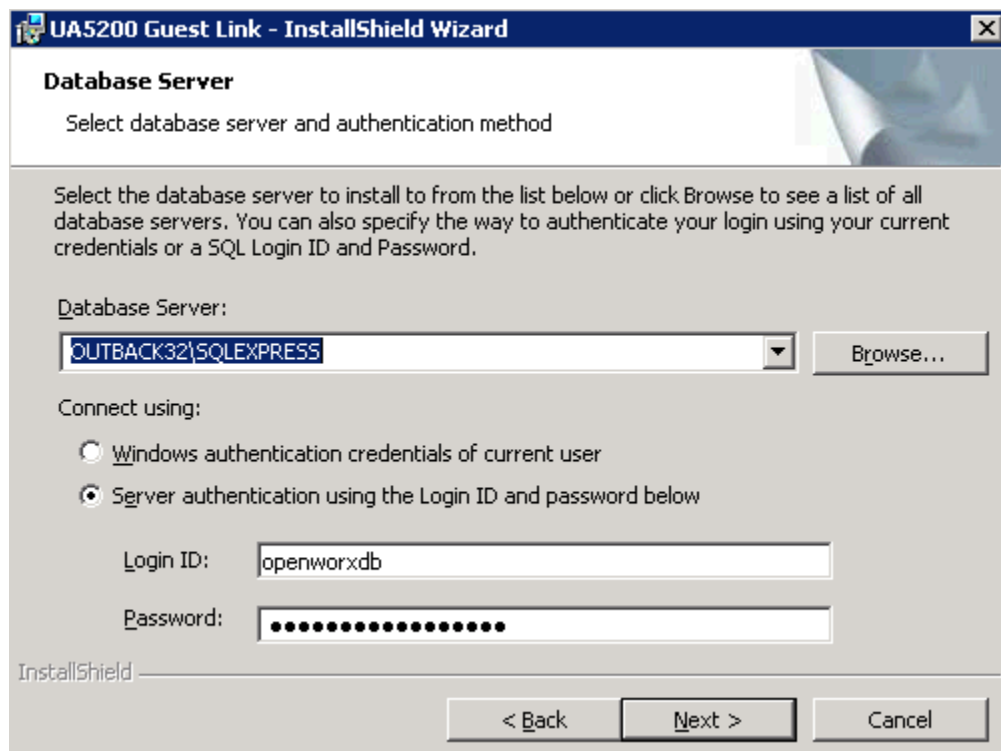 UA5200 Guest Link - InstallShield Wizard
Database Server
Select database server and authentication method
Select the database server to install to from the list below or click Browse to see a list of all
database servers. You can also specify the way to authenticate your login using your current
credentials or a SQL Login ID and Password.
Database Server:
OUTBACK32\SQLEXPRESS
Browse...
Connect using:
Windows authentication credentials of current user
Server authentication using the Login ID and password below
Login ID:
openworxdb
Password:
•••••••••••••••••
InstallShield
< Back
Next >
Cancel